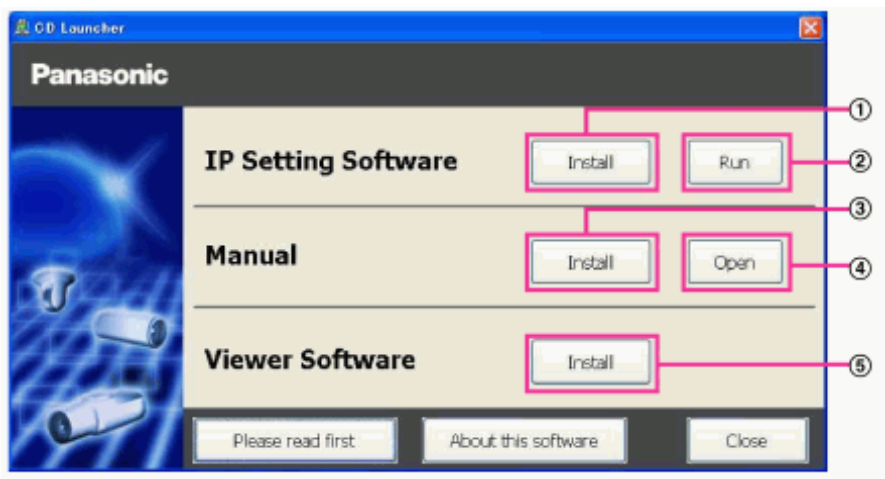 CD Launcher
Panasonic
①
IP Setting Software Install Run ②
③
Manual Install Open ④
Viewer Software Install ⑤
Please read first About this software Close